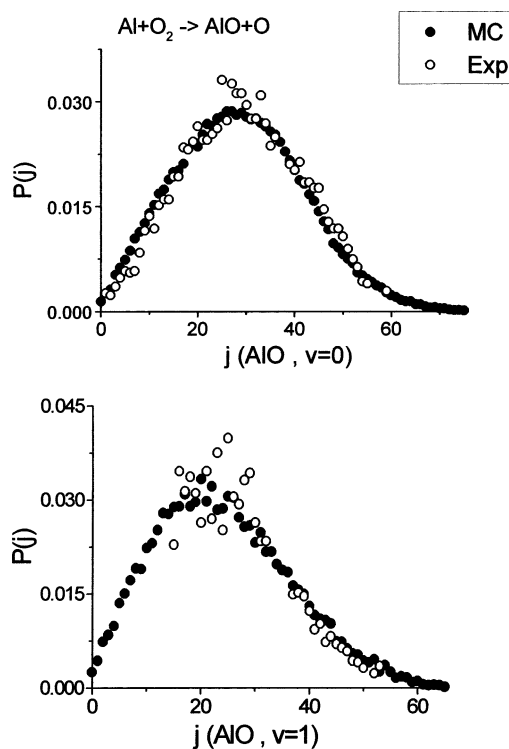 Al+O₂ -> AlO+O
MC
Exp
0.030
0.015
0.000
P(j)
0 20 40 60
j (AlO , v=0)
0.045
0.030
0.015
0.000
P(j)
0 20 40 60
j (AlO, v=1)